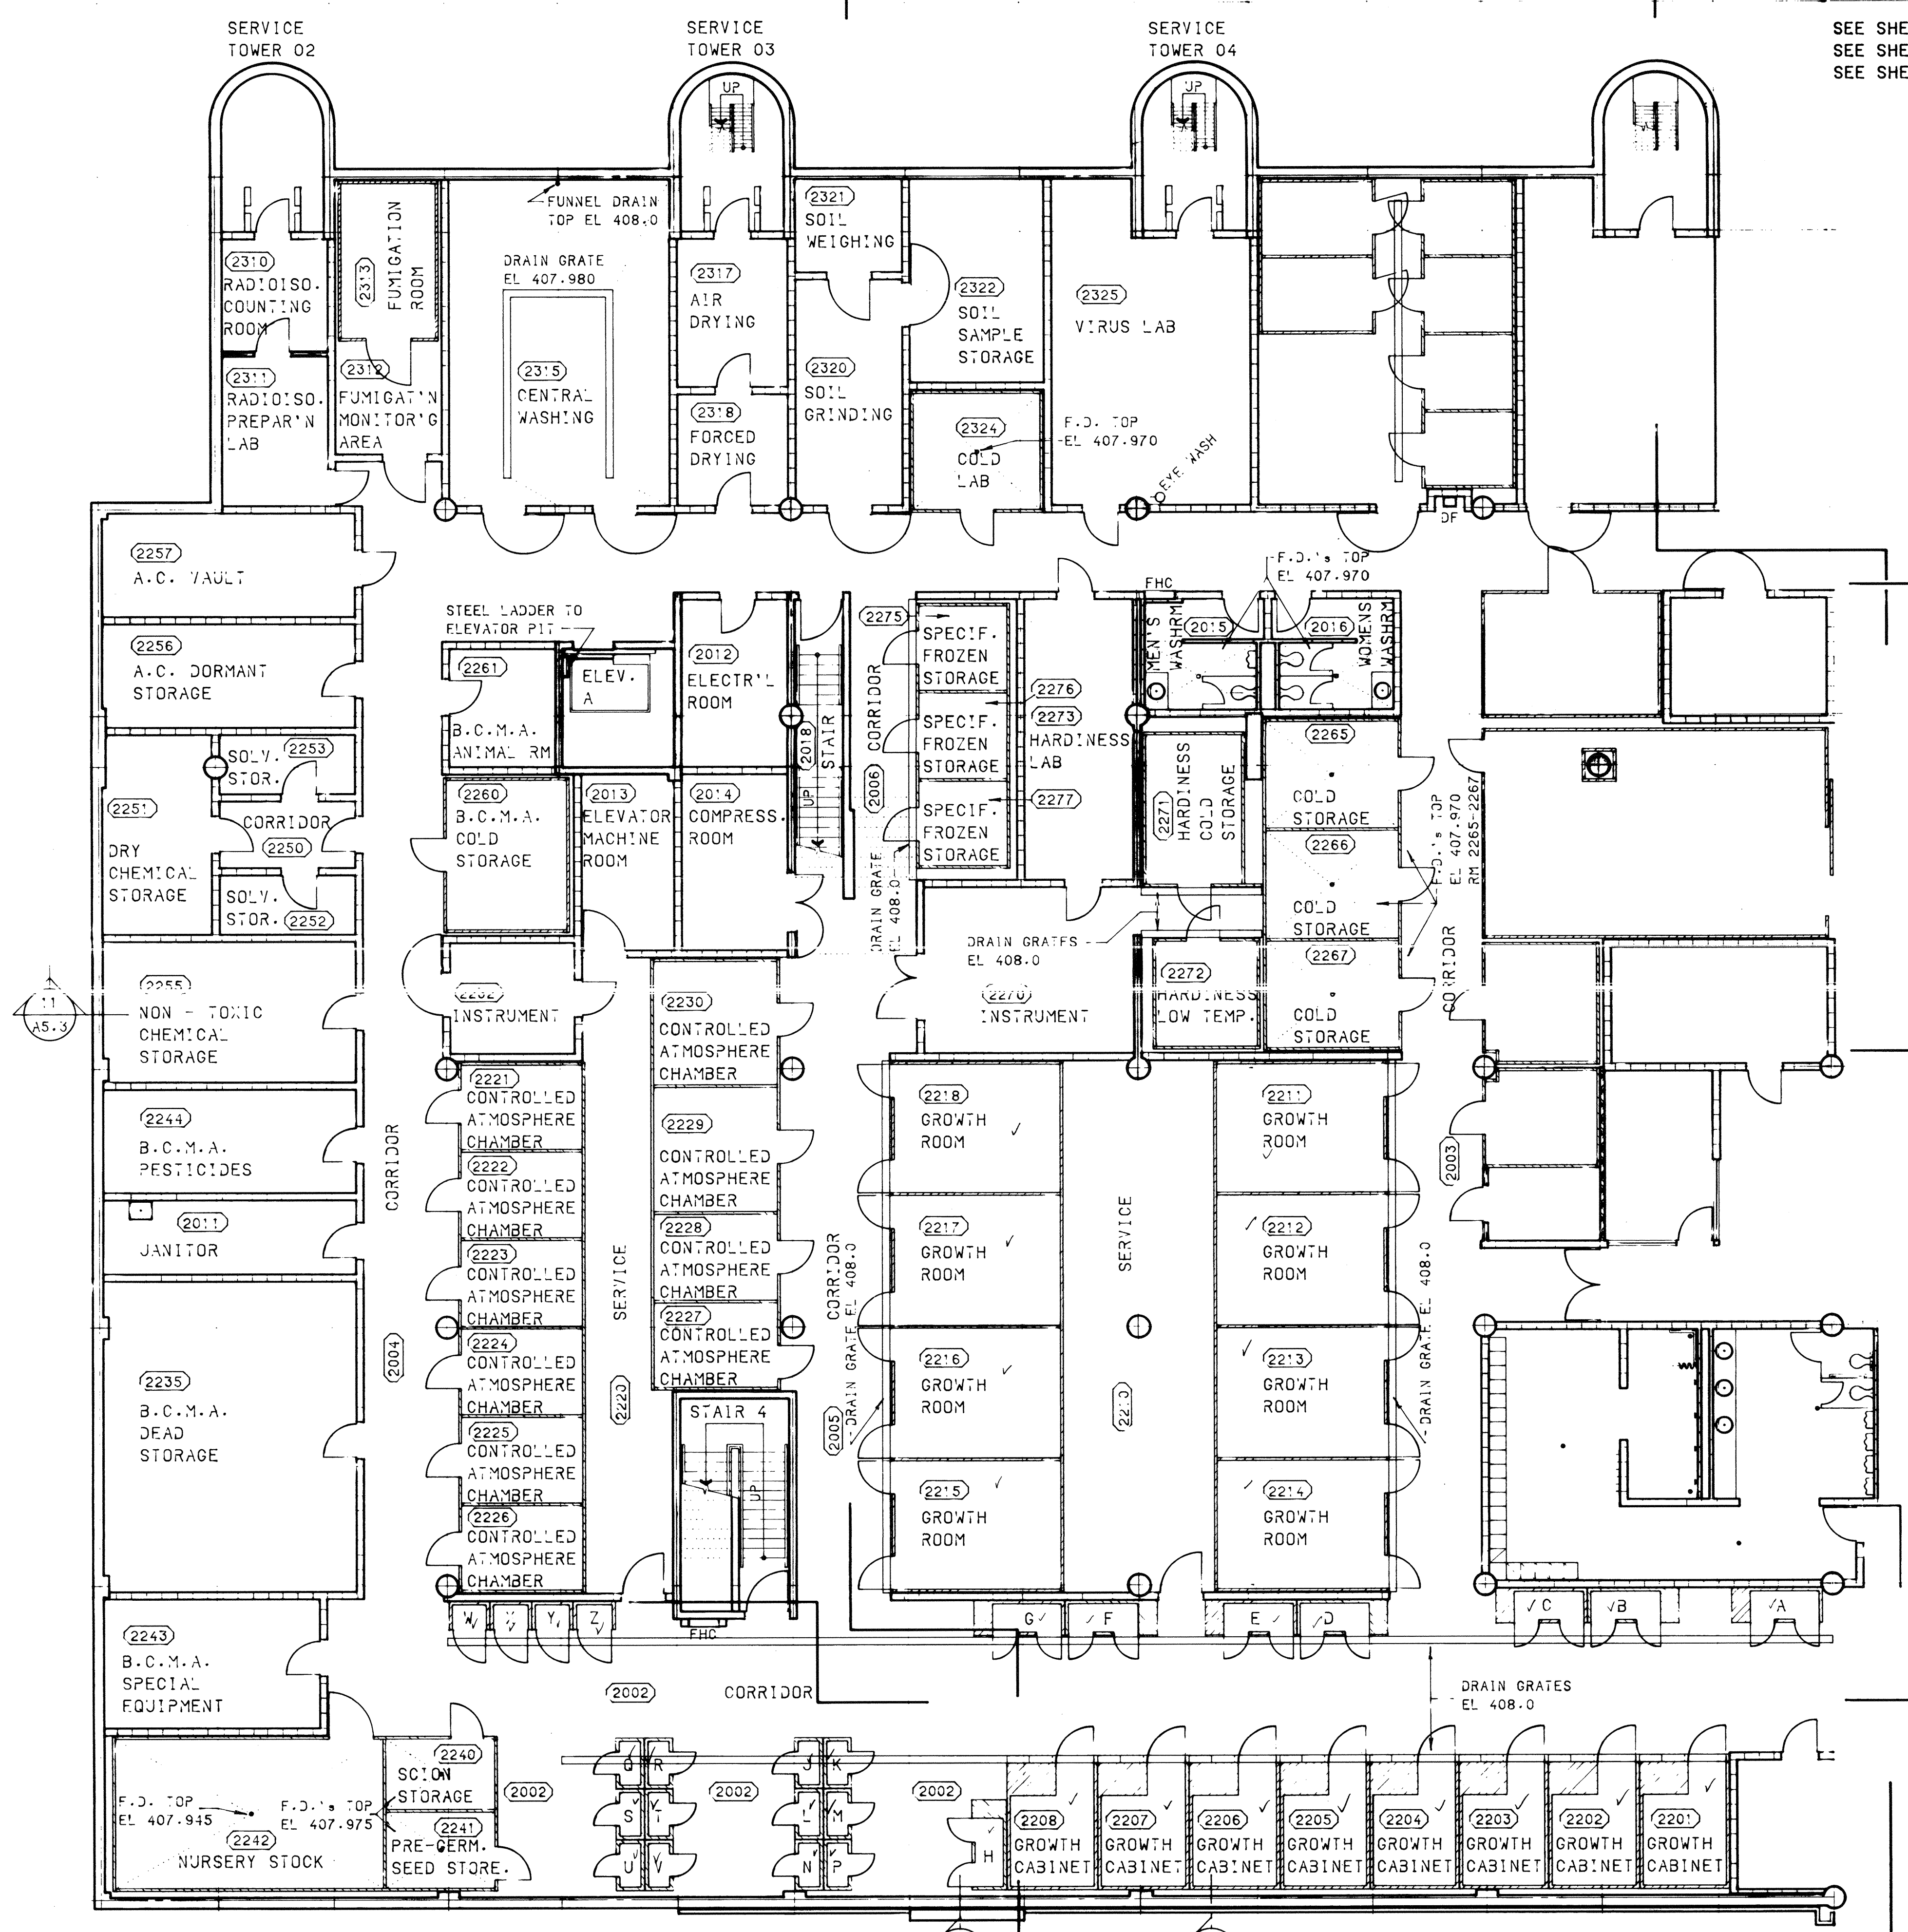 SERVICE
TOWER 02
SERVICE
TOWER 03
SERVICE
TOWER 04
SEE SHE
SEE SHE
SEE SHE
UP
UP
FUNNEL DRAIN
TOP EL 408.0
DRAIN GRATE
EL 407.980
2310
RADIOISO.
COUNTING
ROOM
2311
RADIOISO.
PREPAR'N
LAB
2313
FUMIGATION
ROOM
2312
FUMIGAT'N
MONITOR'G
AREA
2315
CENTRAL
WASHING
2317
AIR
DRYING
2318
FORCED
DRYING
2321
SOIL
WEIGHING
2320
SOIL
GRINDING
2322
SOIL
SAMPLE
STORAGE
2324
COLD
LAB
F.D. TOP
EL 407.970
2325
VIRUS LAB
EYE WASH
DF
2257
A.C. VAULT
2256
A.C. DORMANT
STORAGE
2251
DRY
CHEMICAL
STORAGE
SOLV.
STOR.
2253
CORRIDOR
2250
SOLV.
STOR.
2252
2255
NON - TOXIC
CHEMICAL
STORAGE
11
A5.3
2244
B.C.M.A.
PESTICIDES
2011
JANITOR
2235
B.C.M.A.
DEAD
STORAGE
2243
B.C.M.A.
SPECIAL
EQUIPMENT
CORRIDOR
2004
STEEL LADDER TO
ELEVATOR PIT
2261
B.C.M.A.
ANIMAL RM
ELEV.
A
2012
ELECTR'L
ROOM
2260
B.C.M.A.
COLD
STORAGE
2013
ELEVATOR
MACHINE
ROOM
2014
COMPRESS.
ROOM
2018
STAIR
UP
CORRIDOR
2006
DRAIN GRATE
EL 408.0
2275
SPECIF.
FROZEN
STORAGE
2276
SPECIF.
FROZEN
STORAGE
2277
SPECIF.
FROZEN
STORAGE
2273
HARDINESS
LAB
FHC
F.D.'s TOP
EL 407.970
MEN'S
WASHRM
2015
2016
WOMENS
WASHRM
2271
HARDINESS
COLD
STORAGE
2265
COLD
STORAGE
2266
COLD
STORAGE
2267
COLD
STORAGE
F.D.'s TOP
EL 407.970
RM 2265-2267
CORRIDOR
2003
DRAIN GRATES
EL 408.0
2270
INSTRUMENT
2272
HARDINESS
LOW TEMP.
INSTRUMENT
2230
CONTROLLED
ATMOSPHERE
CHAMBER
2229
CONTROLLED
ATMOSPHERE
CHAMBER
2228
CONTROLLED
ATMOSPHERE
CHAMBER
2227
CONTROLLED
ATMOSPHERE
CHAMBER
2221
CONTROLLED
ATMOSPHERE
CHAMBER
2222
CONTROLLED
ATMOSPHERE
CHAMBER
2223
CONTROLLED
ATMOSPHERE
CHAMBER
2224
CONTROLLED
ATMOSPHERE
CHAMBER
2225
CONTROLLED
ATMOSPHERE
CHAMBER
2226
CONTROLLED
ATMOSPHERE
CHAMBER
SERVICE
2220
STAIR 4
UP
FHC
CORRIDOR
2005
DRAIN GRATE EL 408.0
2218
GROWTH
ROOM
2217
GROWTH
ROOM
2216
GROWTH
ROOM
2215
GROWTH
ROOM
SERVICE
2210
2211
GROWTH
ROOM
2212
GROWTH
ROOM
2213
GROWTH
ROOM
2214
GROWTH
ROOM
DRAIN GRATE EL 408.0
W
X
Y
Z
G
F
E
D
C
B
A
2002
CORRIDOR
DRAIN GRATES
EL 408.0
2240
SCION
STORAGE
2241
PRE-GERM.
SEED STORE.
F.D. TOP
EL 407.945
F.D.'s TOP
EL 407.975
2242
NURSERY STOCK
2002
Q
R
S
T
U
V
2002
J
K
L
M
N
P
2002
H
2208
GROWTH
CABINET
2207
GROWTH
CABINET
2206
GROWTH
CABINET
2205
GROWTH
CABINET
2204
GROWTH
CABINET
2203
GROWTH
CABINET
2202
GROWTH
CABINET
2201
GROWTH
CABINET